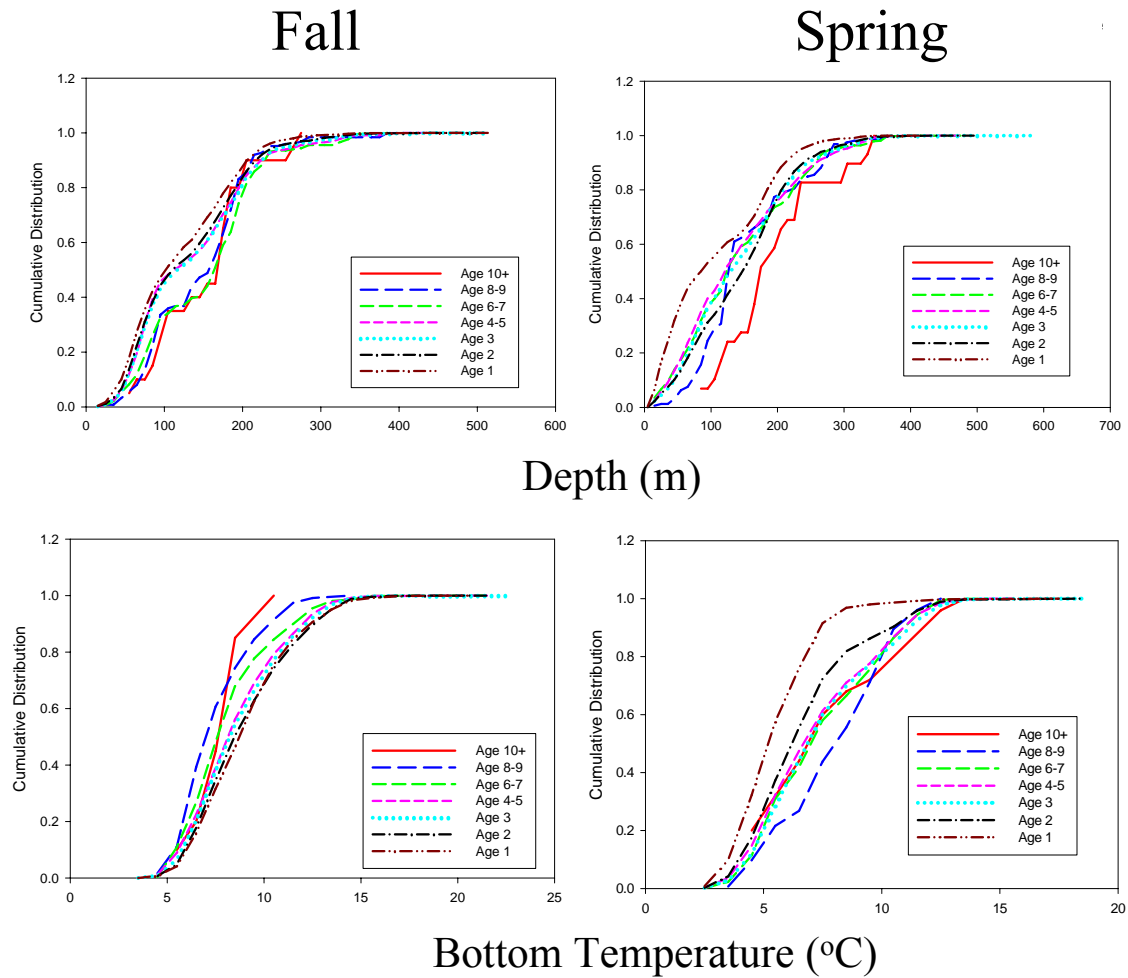 Fall
Spring
1.2
1.0
0.8
0.6
0.4
0.2
0.0
Cumulative Distribution
0 100 200 300 400 500 600
Age 10+
Age 8-9
Age 6-7
Age 4-5
Age 3
Age 2
Age 1
1.2
1.0
0.8
0.6
0.4
0.2
0.0
Cumulative Distribution
0 100 200 300 400 500 600 700
Age 10+
Age 8-9
Age 6-7
Age 4-5
Age 3
Age 2
Age 1
Depth (m)
1.2
1.0
0.8
0.6
0.4
0.2
0.0
Cumulative Distribution
0 5 10 15 20 25
Age 10+
Age 8-9
Age 6-7
Age 4-5
Age 3
Age 2
Age 1
1.2
1.0
0.8
0.6
0.4
0.2
0.0
Cumulative Distribution
0 5 10 15 20
Age 10+
Age 8-9
Age 6-7
Age 4-5
Age 3
Age 2
Age 1
Bottom Temperature (ᵒC)